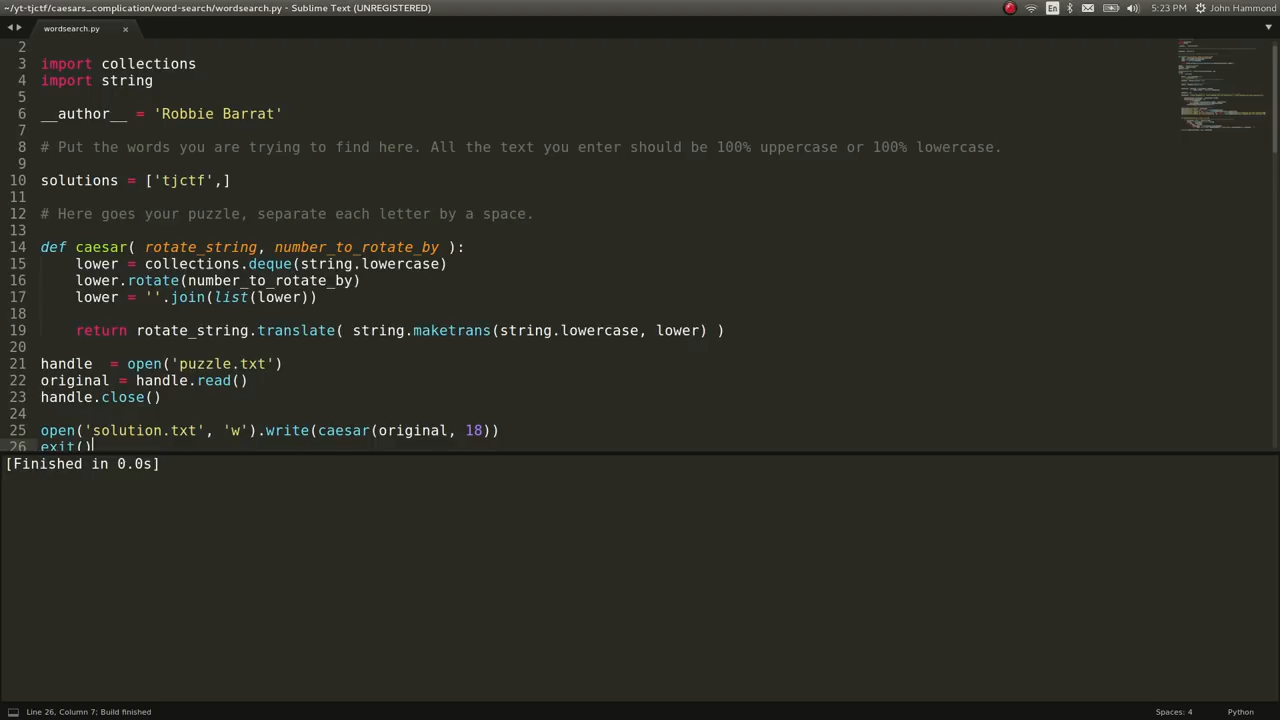 ~/yt-tjctf/caesars_complication/word-search/wordsearch.py - Sublime Text (UNREGISTERED)
En
5:23 PM
John Hammond
wordsearch.py
2
3 import collections
4 import string
5
6 __author__ = 'Robbie Barrat'
7
8 # Put the words you are trying to find here. All the text you enter should be 100% uppercase or 100% lowercase.
9
10 solutions = ['tjctf',]
11
12 # Here goes your puzzle, separate each letter by a space.
13
14 def caesar( rotate_string, number_to_rotate_by ):
15     lower = collections.deque(string.lowercase)
16     lower.rotate(number_to_rotate_by)
17     lower = ''.join(list(lower))
18
19     return rotate_string.translate( string.maketrans(string.lowercase, lower) )
20
21 handle  = open('puzzle.txt')
22 original = handle.read()
23 handle.close()
24
25 open('solution.txt', 'w').write(caesar(original, 18))
26 exit()
[Finished in 0.0s]
Line 26, Column 7; Build finished
Spaces: 4
Python